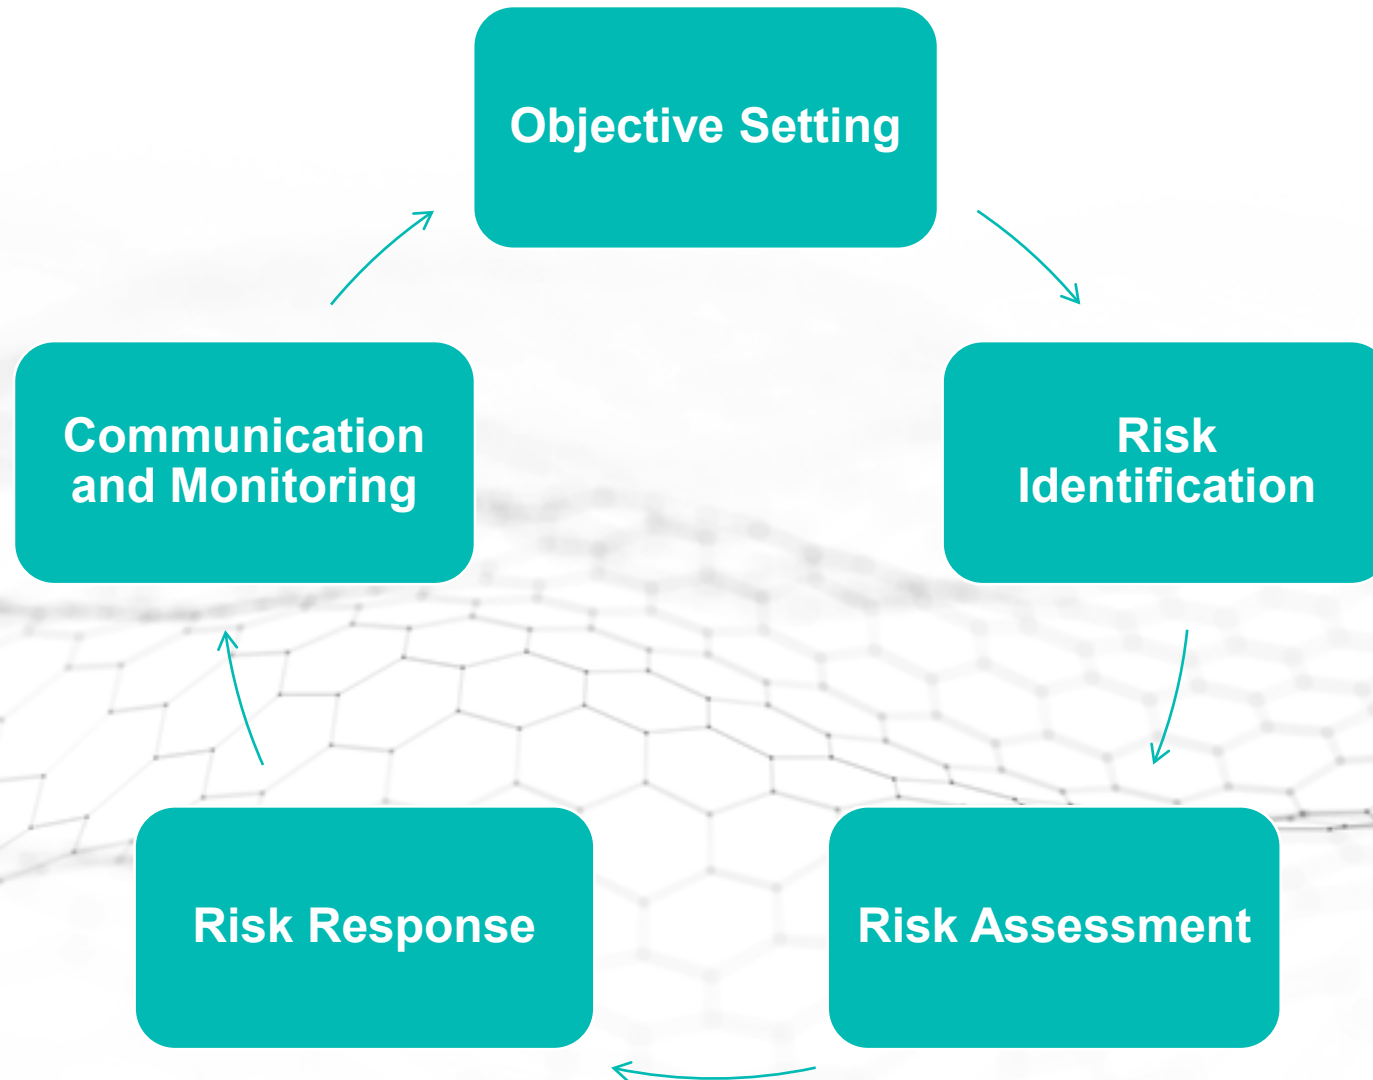 Objective Setting
Risk
Identification
Risk Assessment
Risk Response
Communication
and Monitoring